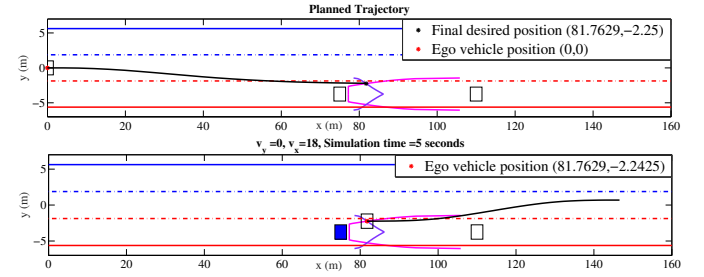 Planned Trajectory
Final desired position (81.7629,−2.25)
Ego vehicle position (0,0)
5
0
−5
y (m)
0 20 40 60 80 100 120 140 160
x (m)
v_y =0, v_x=18, Simulation time =5 seconds
Ego vehicle position (81.7629,−2.2425)
5
0
−5
y (m)
0 20 40 60 80 100 120 140 160
x (m)